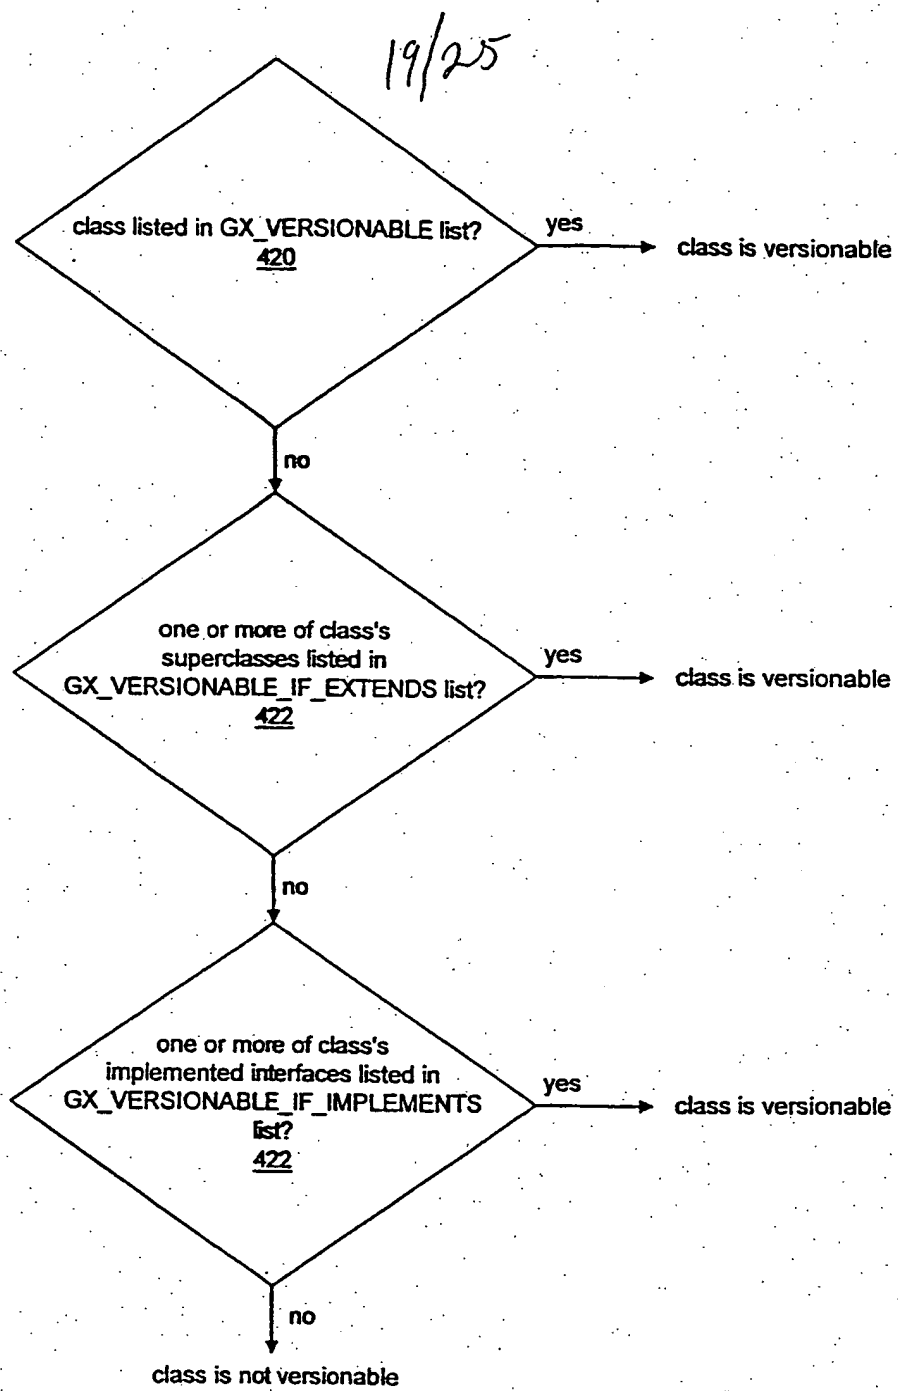 19/25
class listed in GX_VERSIONABLE list?
420
yes
class is versionable
no
one or more of class's
superclasses listed in
GX_VERSIONABLE_IF_EXTENDS list?
422
yes
class is versionable
no
one or more of class's
implemented interfaces listed in
GX_VERSIONABLE_IF_IMPLEMENTS
list?
422
yes
class is versionable
no
class is not versionable